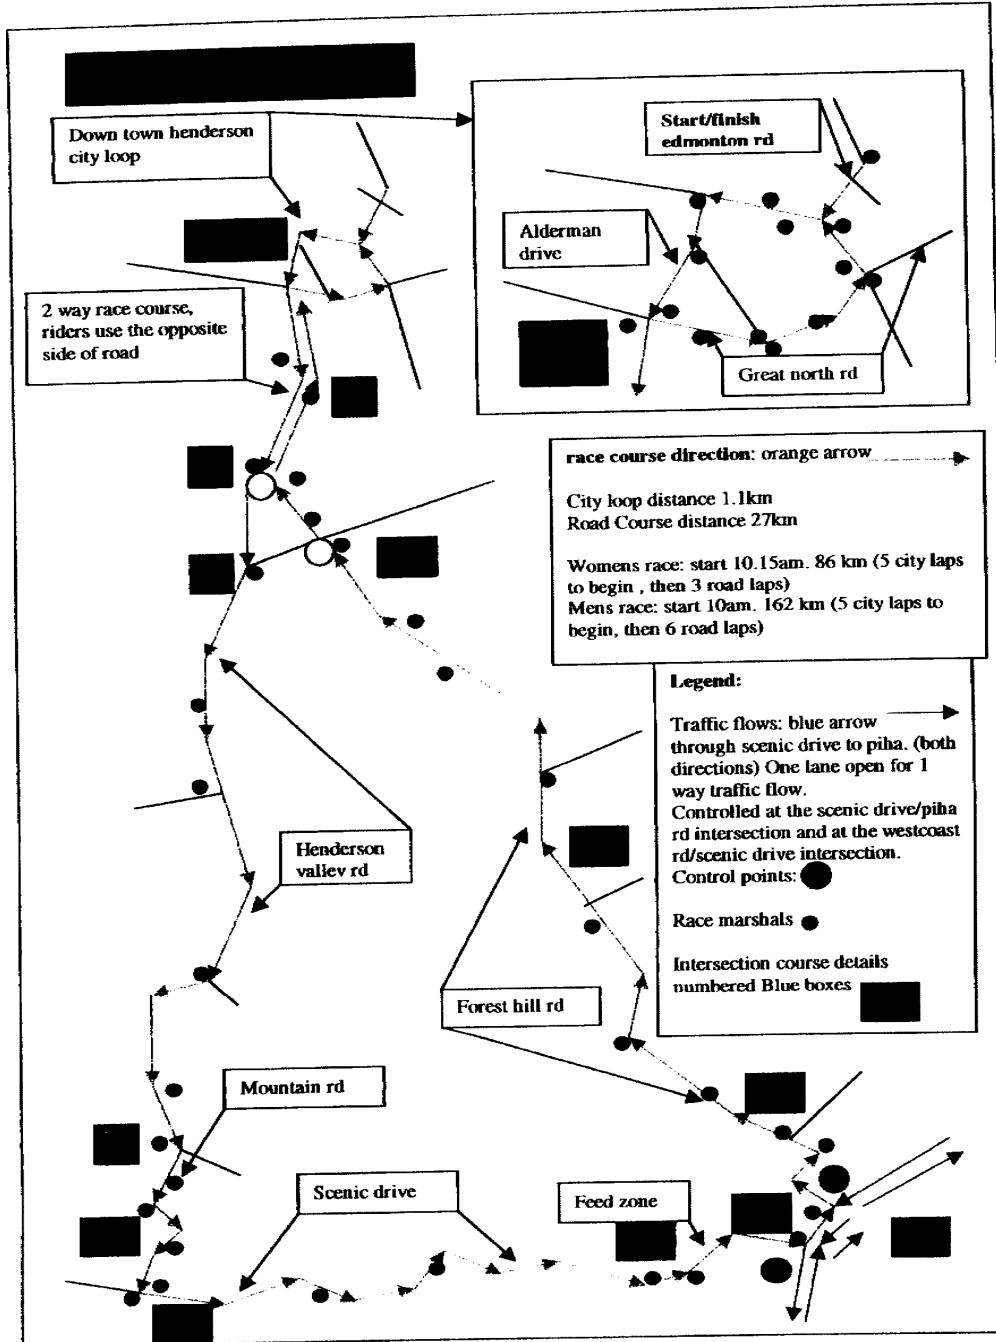 Down town henderson
city loop
Start/finish
edmonton rd
Alderman
drive
2 way race course,
riders use the opposite
side of road
Great north rd
race course direction: orange arrow
City loop distance 1.1km
Road Course distance 27km
Womens race: start 10.15am. 86 km (5 city laps
to begin , then 3 road laps)
Mens race: start 10am. 162 km (5 city laps to
begin, then 6 road laps)
Legend:
Traffic flows: blue arrow
through scenic drive to piha. (both
directions) One lane open for 1
way traffic flow.
Controlled at the scenic drive/piha
rd intersection and at the westcoast
rd/scenic drive intersection.
Control points:
Race marshals
Intersection course details
numbered Blue boxes
Henderson
valley rd
Forest hill rd
Mountain rd
Scenic drive
Feed zone